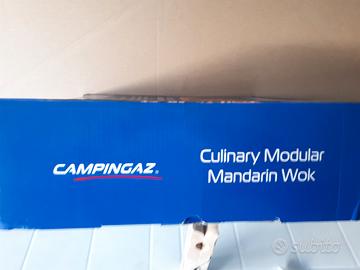 CAMPINGAZ®
Culinary Modular
Mandarin Wok
subito